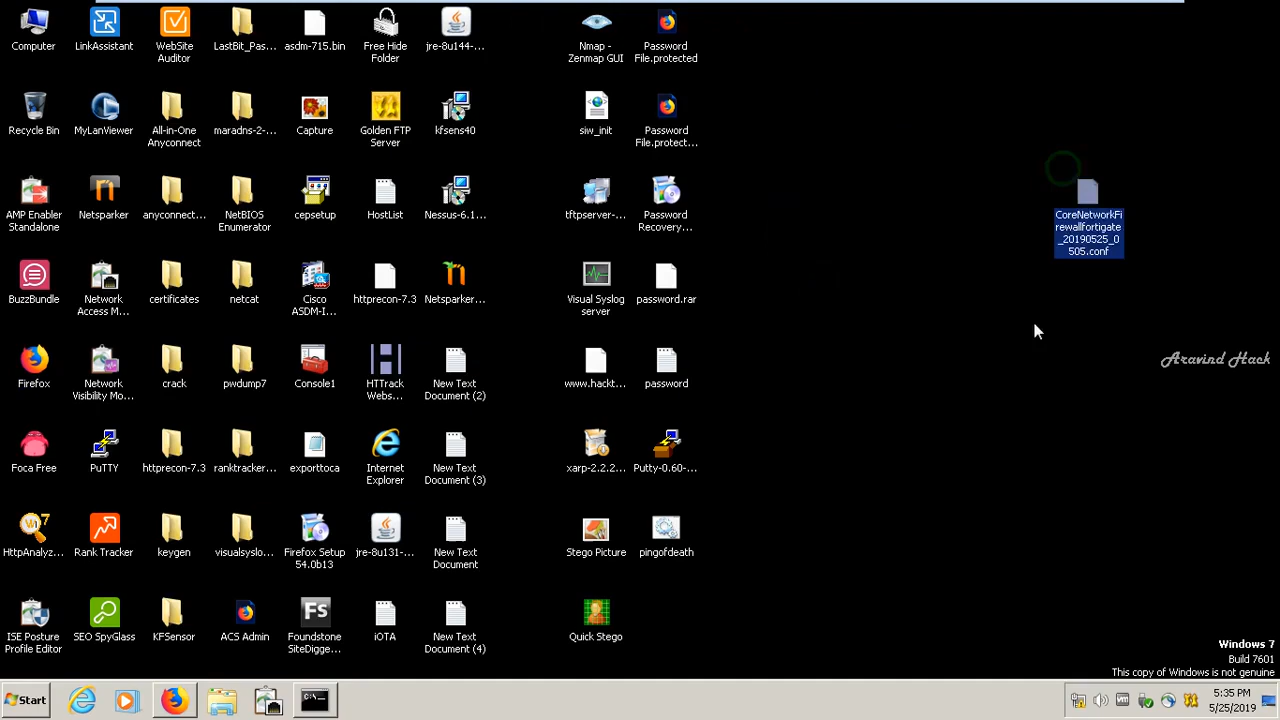 Computer
LinkAssistant
WebSite
Auditor
LastBit_Pas...
asdm-715.bin
Free Hide
Folder
jre-8u144-...
Nmap -
Zenmap GUI
Password
File.protected
Recycle Bin
MyLanViewer
All-in-One
Anyconnect
maradns-2-...
Capture
Golden FTP
Server
kfsens40
siw_init
Password
File.protect...
CoreNetworkFi
rewallfortigate
_20190525_0
505.conf
AMP Enabler
Standalone
Netsparker
anyconnect...
NetBIOS
Enumerator
cepsetup
HostList
Nessus-6.1...
tftpserver-...
Password
Recovery...
BuzzBundle
Network
Access M...
certificates
netcat
Cisco
ASDM-I...
httprecon-7.3
Netsparker...
Visual Syslog
server
password.rar
Firefox
Network
Visibility Mo...
crack
pwdump7
Console1
HTTrack
Webs...
New Text
Document (2)
www.hackt...
password
Aravind Hack
Foca Free
PuTTY
httprecon-7.3
ranktracker...
exporttoca
Internet
Explorer
New Text
Document (3)
xarp-2.2.2...
Putty-0.60-...
HttpAnalyz...
Rank Tracker
keygen
visualsyslo...
Firefox Setup
54.0b13
jre-8u131-...
New Text
Document
Stego Picture
pingofdeath
ISE Posture
Profile Editor
SEO SpyGlass
KFSensor
ACS Admin
FS
Foundstone
SiteDigge...
iOTA
New Text
Document (4)
Quick Stego
Windows 7
Build 7601
This copy of Windows is not genuine
Start
5:35 PM
5/25/2019